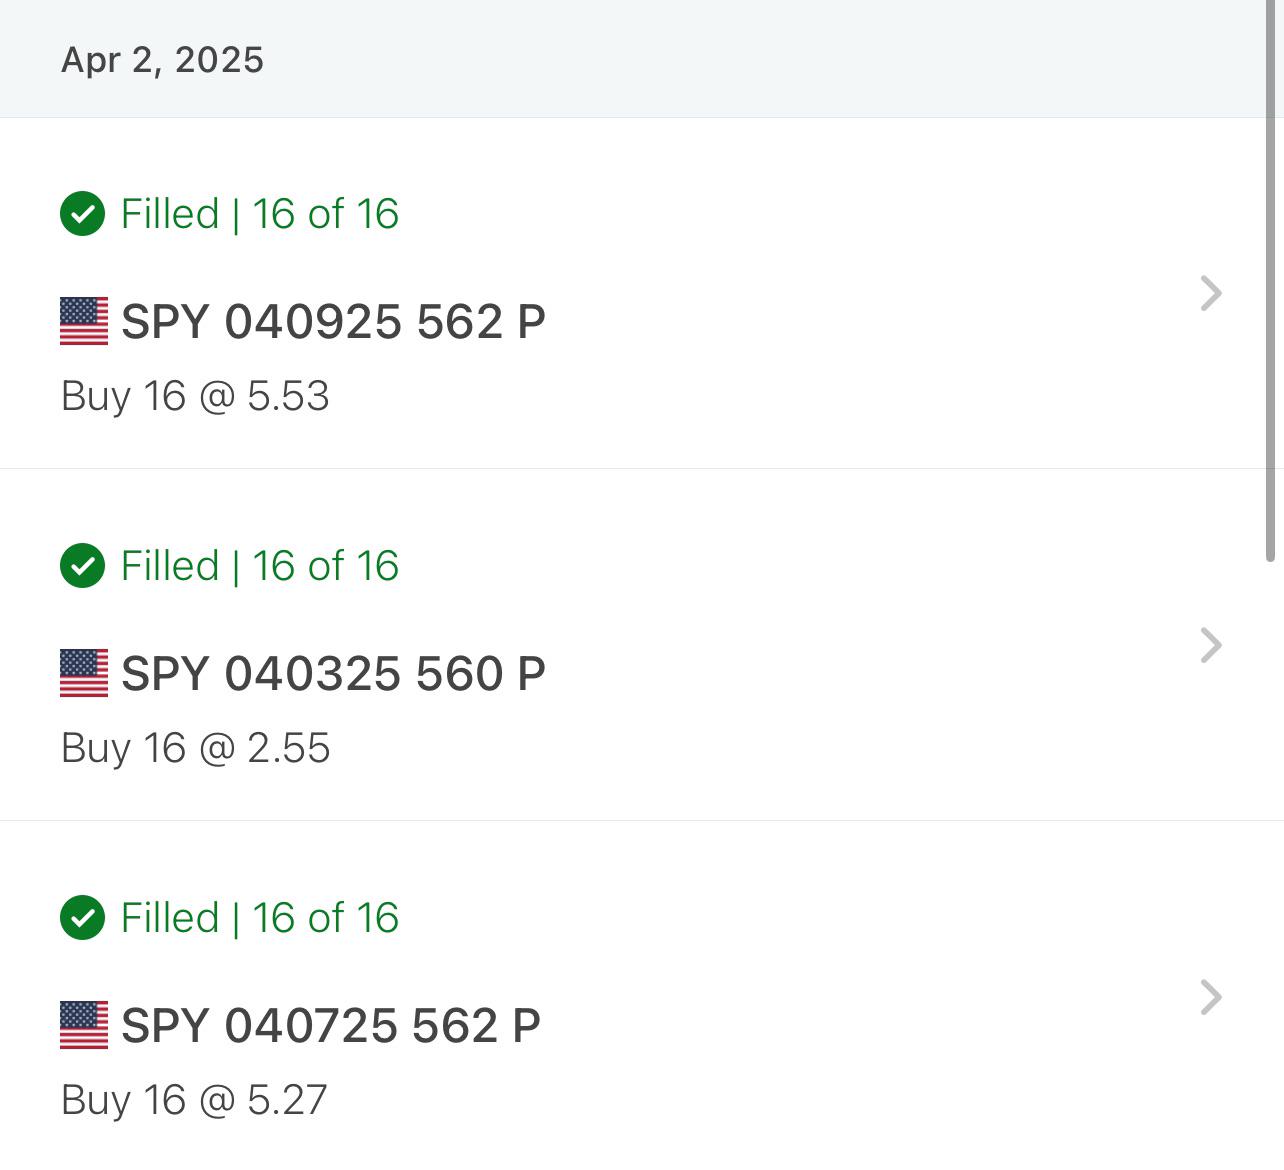 Apr 2, 2025
Filled | 16 of 16
SPY 040925 562 P
Buy 16 @ 5.53
Filled | 16 of 16
SPY 040325 560 P
Buy 16 @ 2.55
Filled | 16 of 16
SPY 040725 562 P
Buy 16 @ 5.27